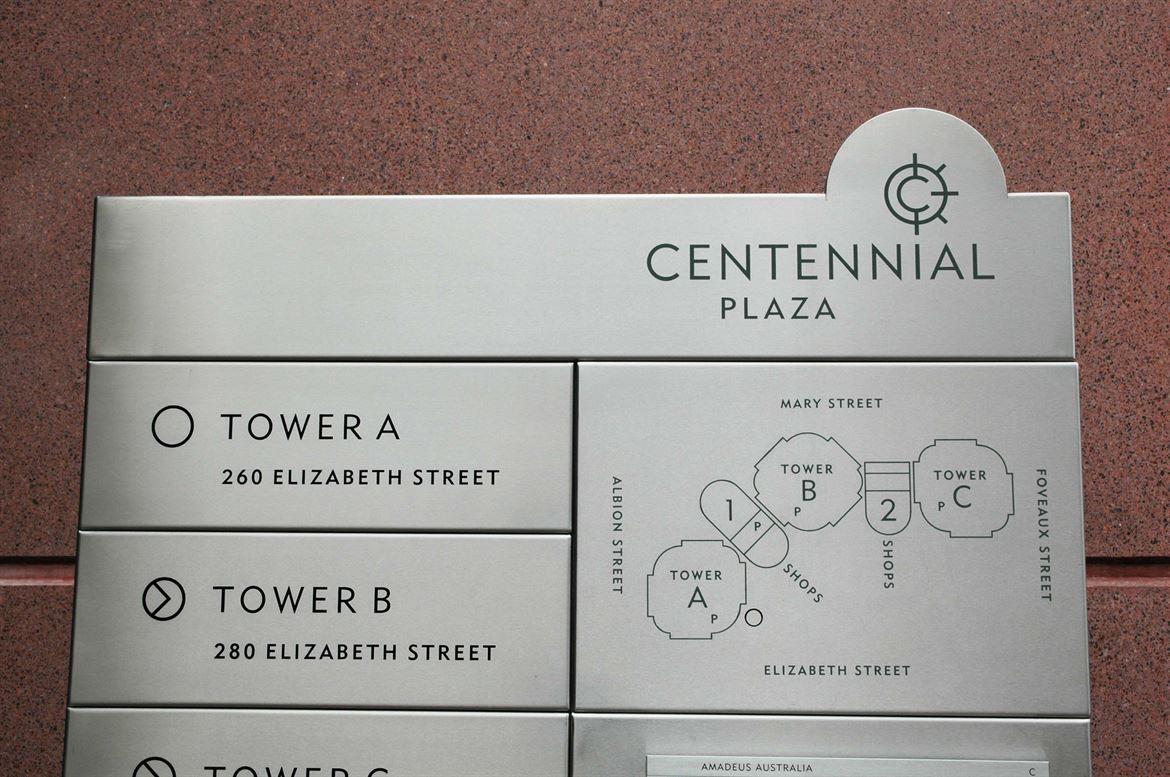 C
CENTENNIAL
PLAZA
TOWER A
260 ELIZABETH STREET
TOWER B
280 ELIZABETH STREET
TOWER C
MARY STREET
ALBION STREET
FOVEAUX STREET
TOWER
B
P
TOWER
C
P
1
P
2
SHOPS
SHOPS
TOWER
A
P
ELIZABETH STREET
AMADEUS AUSTRALIA C